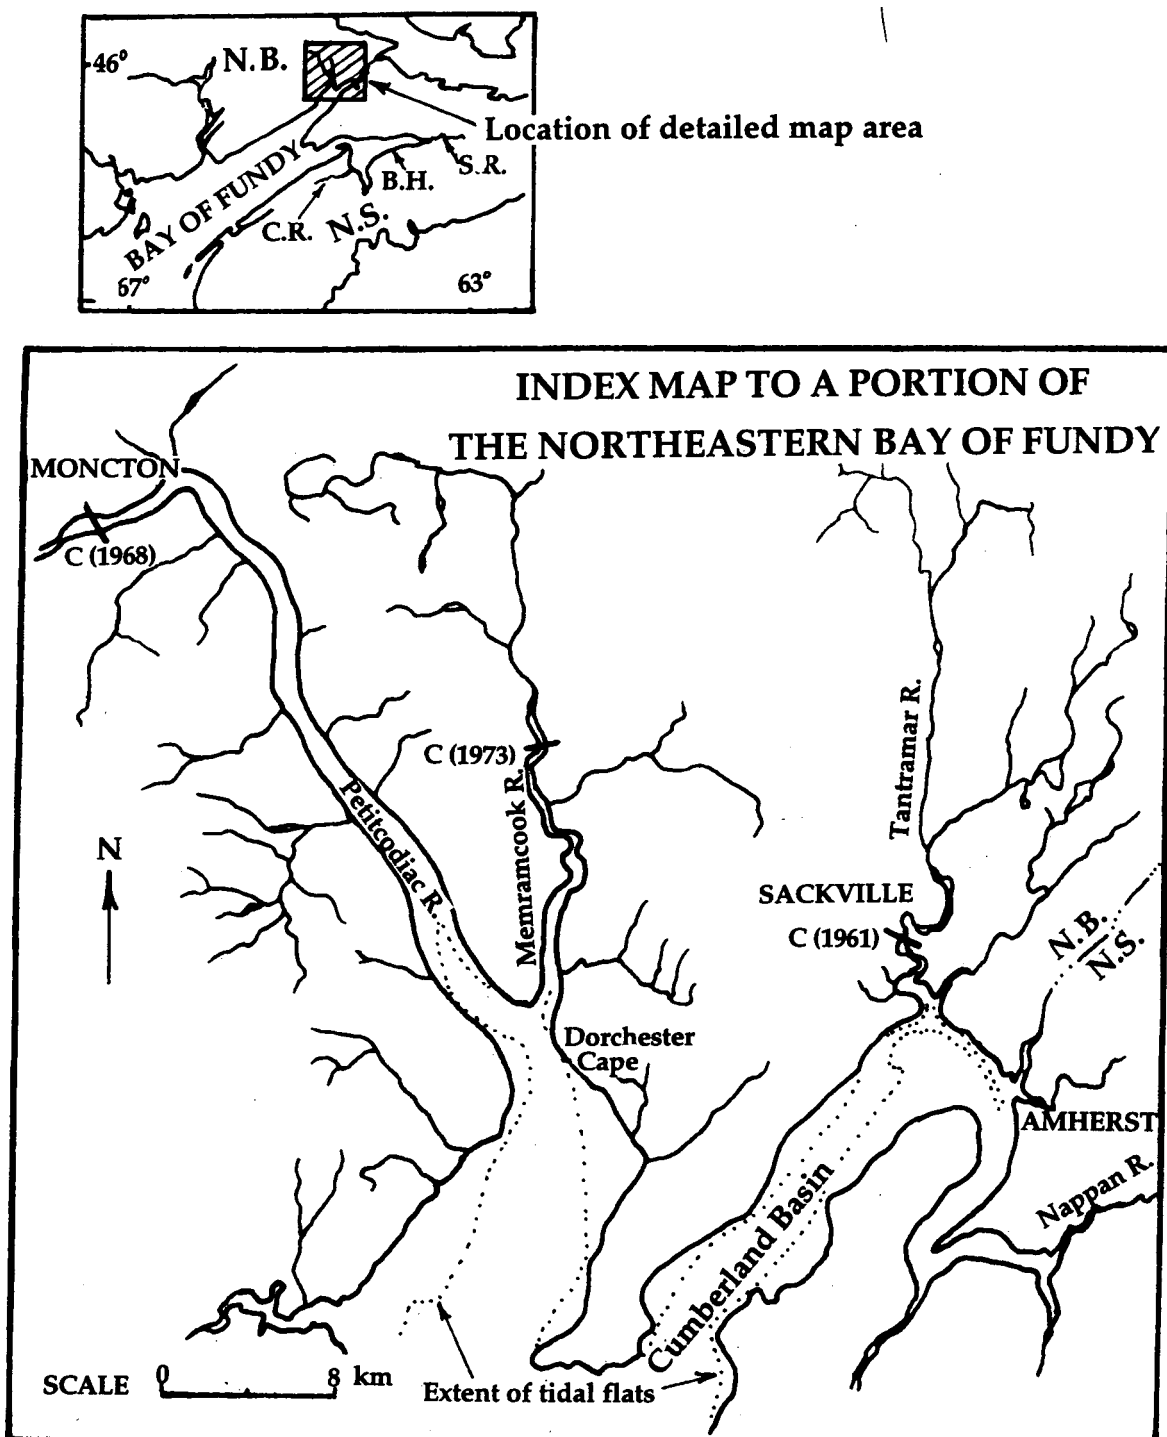 46°
N.B.
Location of detailed map area
S.R.
B.H.
BAY OF FUNDY
C.R.
N.S.
67°
63°
INDEX MAP TO A PORTION OF
THE NORTHEASTERN BAY OF FUNDY
MONCTON
C (1968)
Tantramar R.
C (1973)
Petitcodiac R.
Memramcook R.
N
SACKVILLE
C (1961)
N.B.
N.S.
Dorchester
Cape
AMHERST
Nappan R.
Cumberland Basin
SCALE 0 8 km
Extent of tidal flats